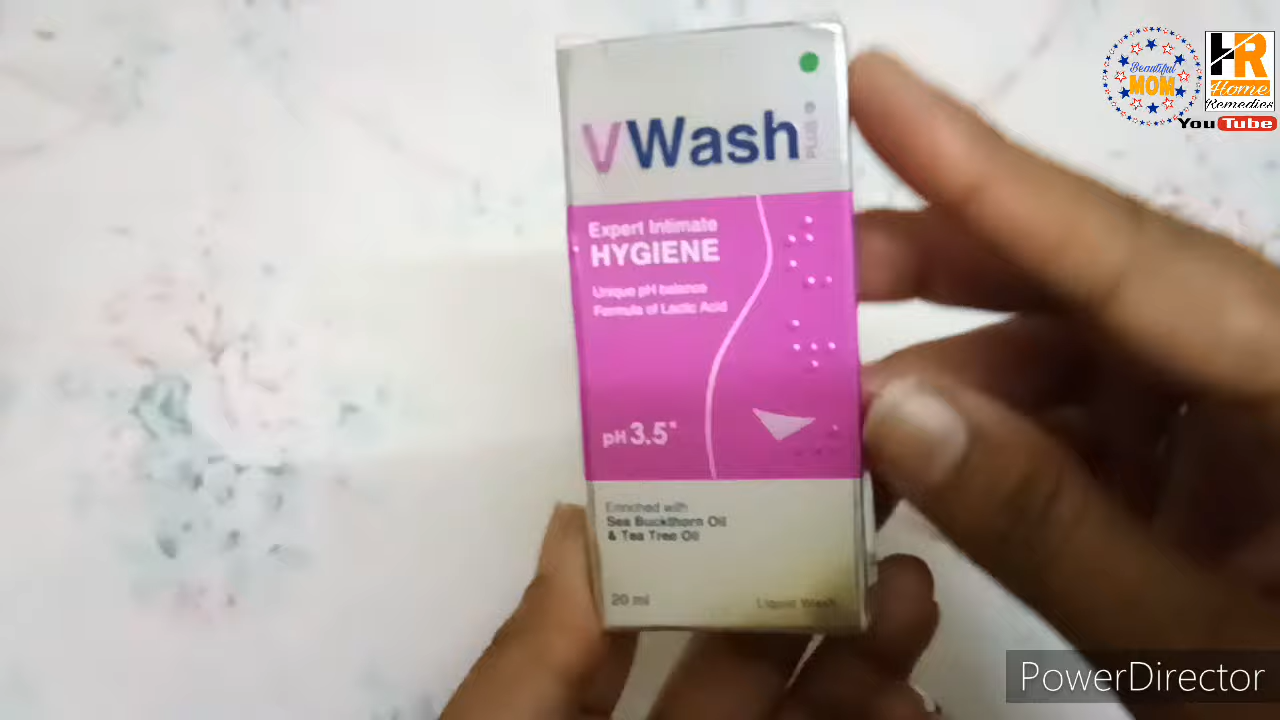 VWash PLUS
Expert Intimate
HYGIENE
Unique pH balance
Formula of Lactic Acid
pH 3.5*
Enriched with
Sea Buckthorn Oil
& Tea Tree Oil
20 ml
Liquid Wash
Beautiful
MOM
HR
Home
Remedies
YouTube
PowerDirector